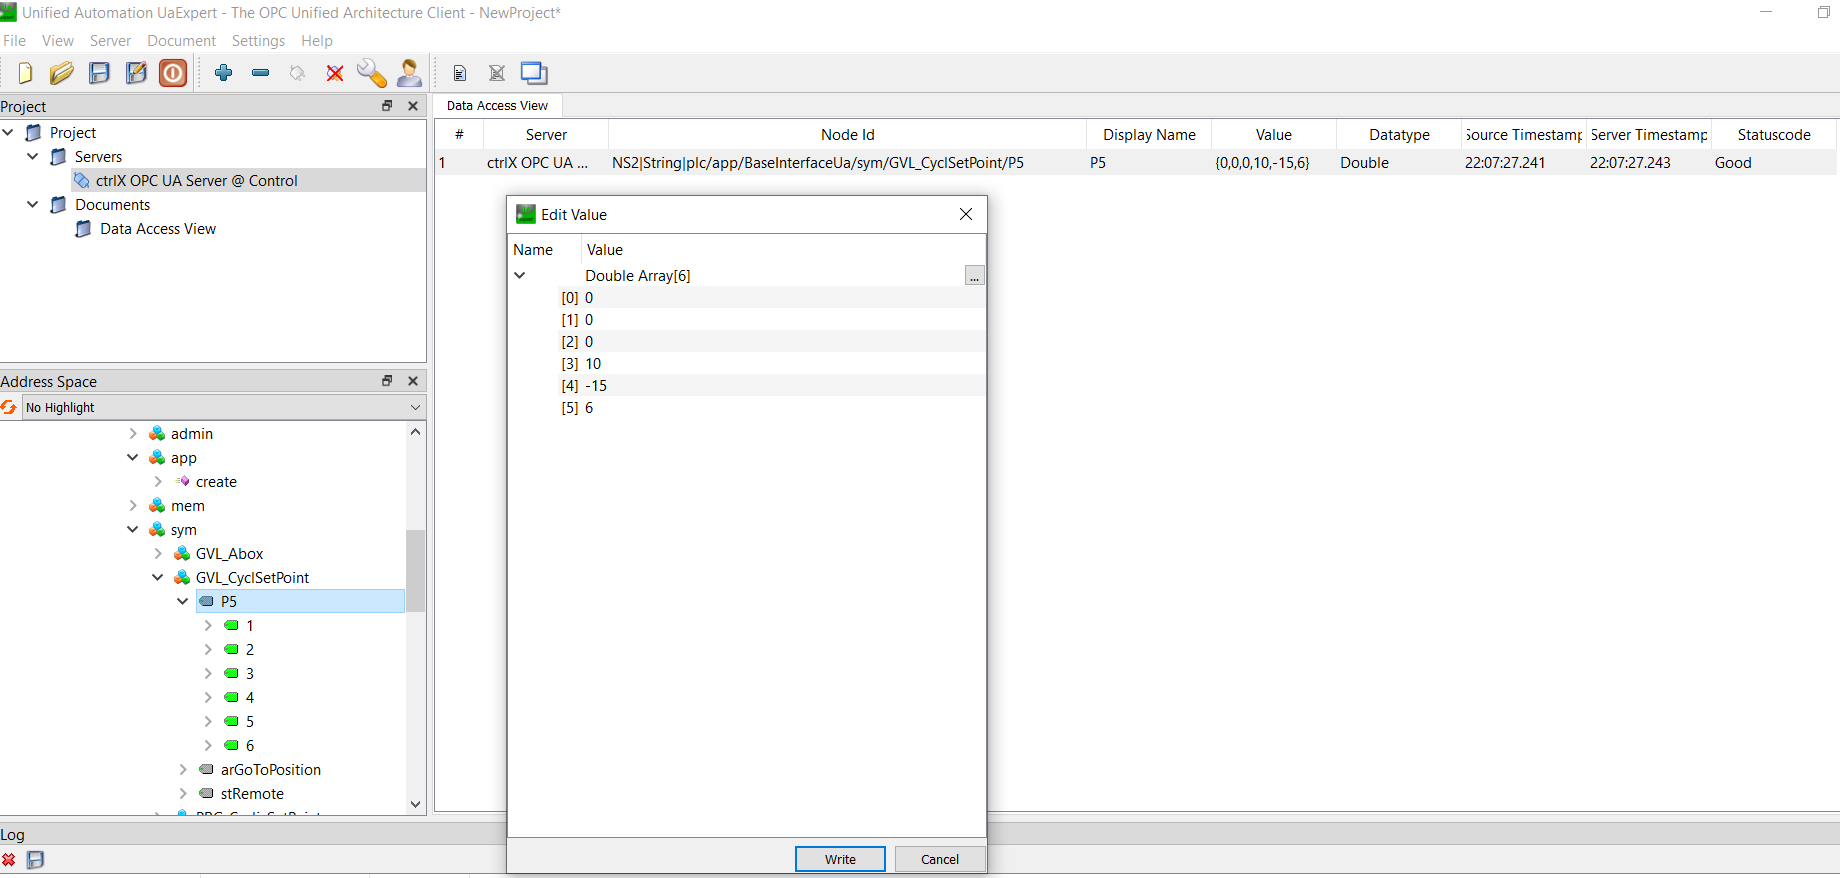 Unified Automation UaExpert - The OPC Unified Architecture Client - NewProject*
File View Server Document Settings Help
Project
Project
Servers
ctrlX OPC UA Server @ Control
Documents
Data Access View
Address Space
No Highlight
admin
app
create
mem
sym
GVL_Abox
GVL_CyclSetPoint
P5
1
2
3
4
5
6
arGoToPosition
stRemote
Log
Data Access View
# Server Node Id Display Name Value Datatype Source Timestamp Server Timestamp Statuscode
1 ctrlX OPC UA ... NS2|String|plc/app/BaseInterfaceUa/sym/GVL_CyclSetPoint/P5 P5 {0,0,0,10,-15,6} Double 22:07:27.241 22:07:27.243 Good
Edit Value
Name Value
Double Array[6] ...
[0] 0
[1] 0
[2] 0
[3] 10
[4] -15
[5] 6
Write Cancel